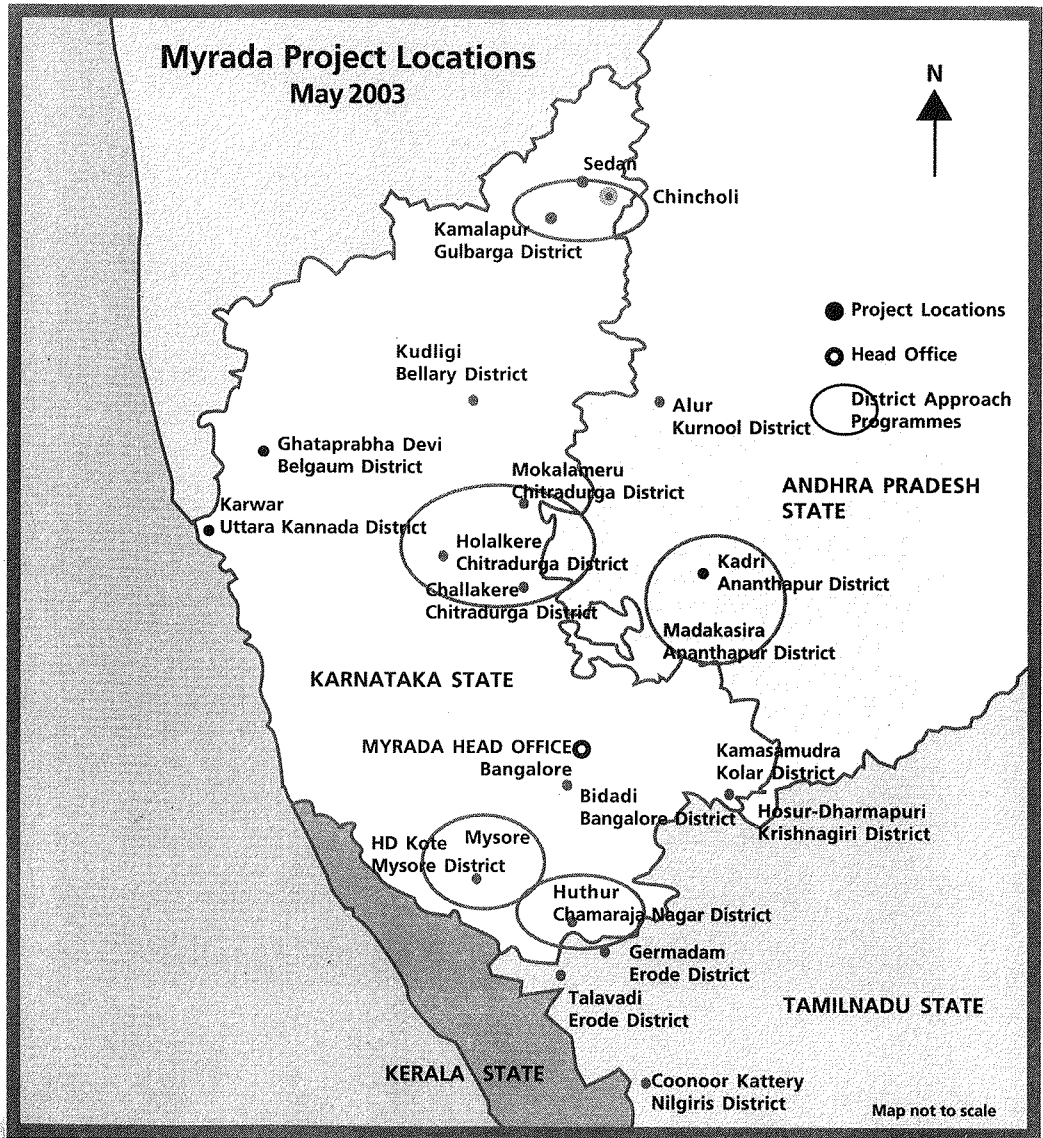 Myrada Project Locations
May 2003
N
Sedan
Chincholi
Kamalapur
Gulbarga District
Project Locations
Head Office
District Approach
Programmes
Kudligi
Bellary District
Alur
Kurnool District
Ghataprabha Devi
Belgaum District
Mokalameru
Chitradurga District
ANDHRA PRADESH
STATE
Karwar
Uttara Kannada District
Holalkere
Chitradurga District
Challakere
Chitradurga District
Kadri
Ananthapur District
Madakasira
Ananthapur District
KARNATAKA STATE
MYRADA HEAD OFFICE
Bangalore
Kamasamudra
Kolar District
Bidadi
Bangalore District
Hosur-Dharmapuri
Krishnagiri District
HD Kote
Mysore District
Mysore
Huthur
Chamaraja Nagar District
Germadam
Erode District
Talavadi
Erode District
TAMILNADU STATE
KERALA STATE
Coonoor Kattery
Nilgiris District
Map not to scale